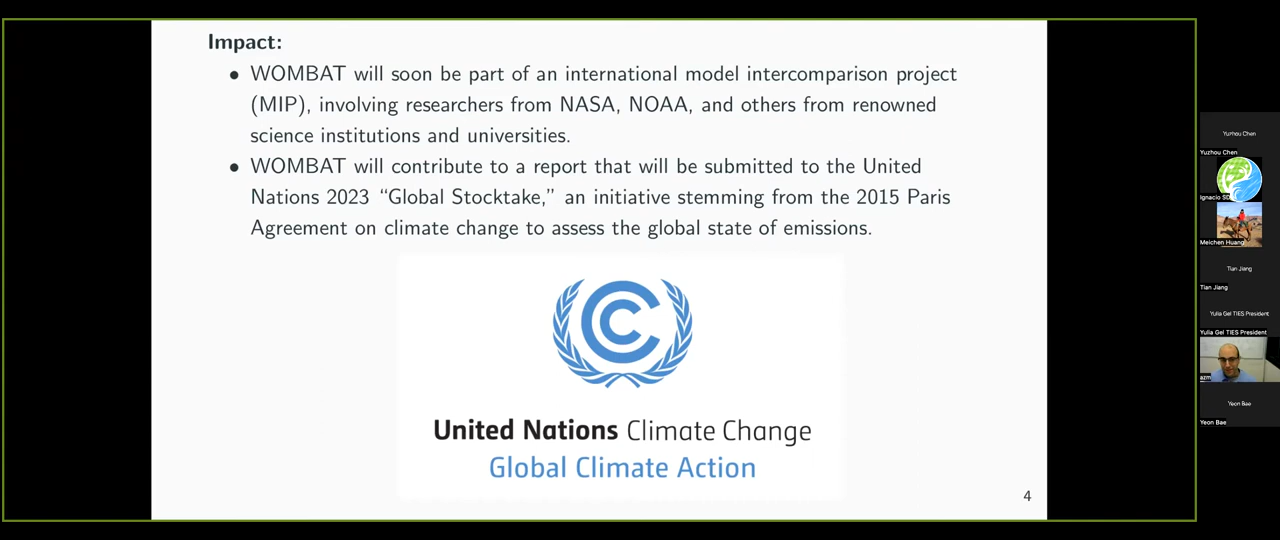 Impact:
• WOMBAT will soon be part of an international model intercomparison project
(MIP), involving researchers from NASA, NOAA, and others from renowned
science institutions and universities.
• WOMBAT will contribute to a report that will be submitted to the United
Nations 2023 “Global Stocktake,” an initiative stemming from the 2015 Paris
Agreement on climate change to assess the global state of emissions.
United Nations Climate Change
Global Climate Action
4
Yuzhou Chen
Yuzhou Chen
Ignacio SD
Meichen Huang
Tian Jiang
Tian Jiang
Yulia Gel TIES President
Yulia Gel TIES President
azm
Yeon Bae
Yeon Bae